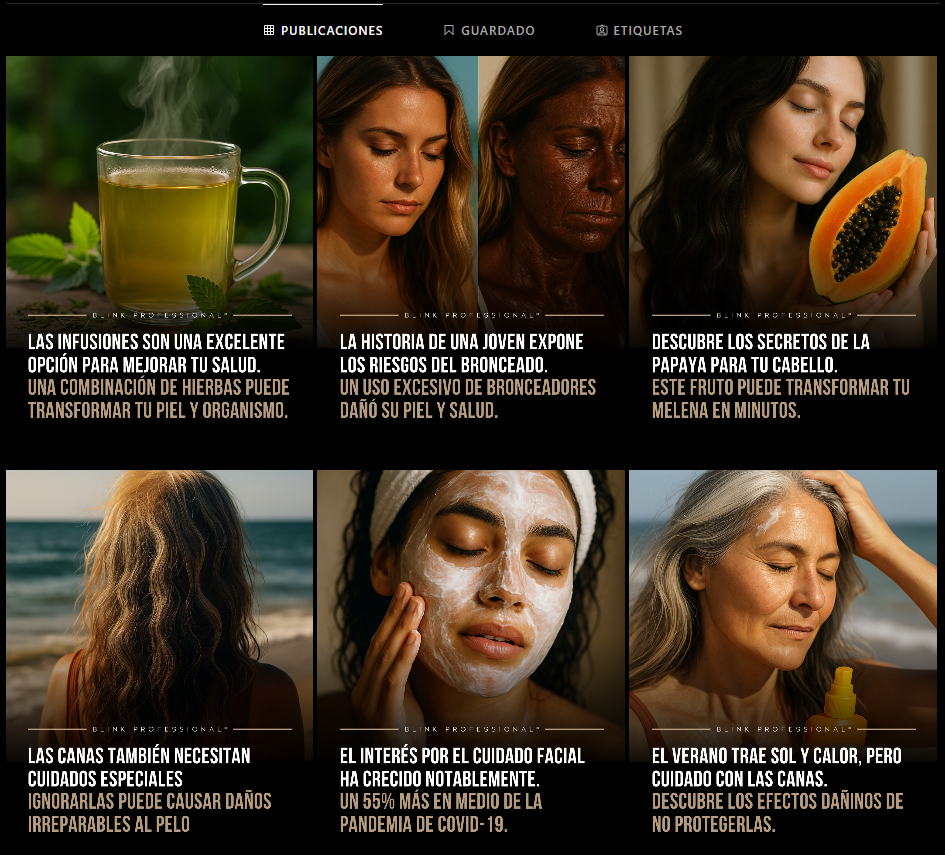 PUBLICACIONES
GUARDADO
ETIQUETAS
BLINK PROFESSIONAL®
LAS INFUSIONES SON UNA EXCELENTE
OPCIÓN PARA MEJORAR TU SALUD.
UNA COMBINACIÓN DE HIERBAS PUEDE
TRANSFORMAR TU PIEL Y ORGANISMO.
BLINK PROFESSIONAL®
LA HISTORIA DE UNA JOVEN EXPONE
LOS RIESGOS DEL BRONCEADO.
UN USO EXCESIVO DE BRONCEADORES
DAÑÓ SU PIEL Y SALUD.
BLINK PROFESSIONAL®
DESCUBRE LOS SECRETOS DE LA
PAPAYA PARA TU CABELLO.
ESTE FRUTO PUEDE TRANSFORMAR TU
MELENA EN MINUTOS.
BLINK PROFESSIONAL®
LAS CANAS TAMBIÉN NECESITAN
CUIDADOS ESPECIALES
IGNORARLAS PUEDE CAUSAR DAÑOS
IRREPARABLES AL PELO
BLINK PROFESSIONAL®
EL INTERÉS POR EL CUIDADO FACIAL
HA CRECIDO NOTABLEMENTE.
UN 55% MÁS EN MEDIO DE LA
PANDEMIA DE COVID-19.
BLINK PROFESSIONAL®
EL VERANO TRAE SOL Y CALOR, PERO
CUIDADO CON LAS CANAS.
DESCUBRE LOS EFECTOS DAÑINOS DE
NO PROTEGERLAS.